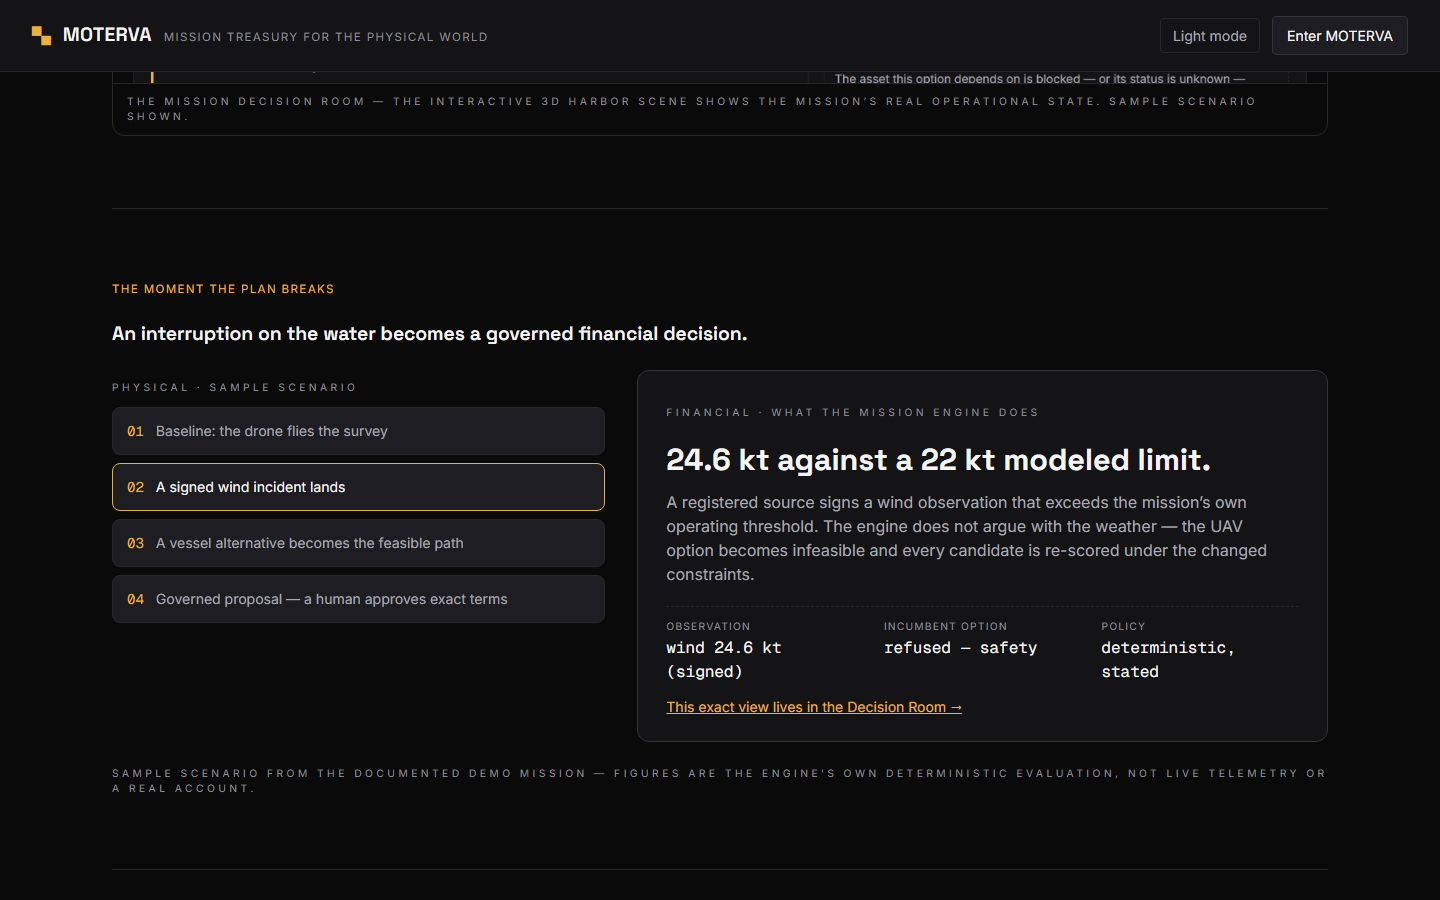 MOTERVA MISSION TREASURY FOR THE PHYSICAL WORLD
Light mode
Enter MOTERVA
The asset this option depends on is blocked — or its status is unknown —
THE MISSION DECISION ROOM — THE INTERACTIVE 3D HARBOR SCENE SHOWS THE MISSION'S REAL OPERATIONAL STATE. SAMPLE SCENARIO
SHOWN.
THE MOMENT THE PLAN BREAKS
An interruption on the water becomes a governed financial decision.
PHYSICAL · SAMPLE SCENARIO
01 Baseline: the drone flies the survey
02 A signed wind incident lands
03 A vessel alternative becomes the feasible path
04 Governed proposal — a human approves exact terms
FINANCIAL · WHAT THE MISSION ENGINE DOES
24.6 kt against a 22 kt modeled limit.
A registered source signs a wind observation that exceeds the mission's own
operating threshold. The engine does not argue with the weather — the UAV
option becomes infeasible and every candidate is re-scored under the changed
constraints.
OBSERVATION
wind 24.6 kt
(signed)
INCUMBENT OPTION
refused — safety
POLICY
deterministic,
stated
This exact view lives in the Decision Room →
SAMPLE SCENARIO FROM THE DOCUMENTED DEMO MISSION — FIGURES ARE THE ENGINE'S OWN DETERMINISTIC EVALUATION, NOT LIVE TELEMETRY OR
A REAL ACCOUNT.